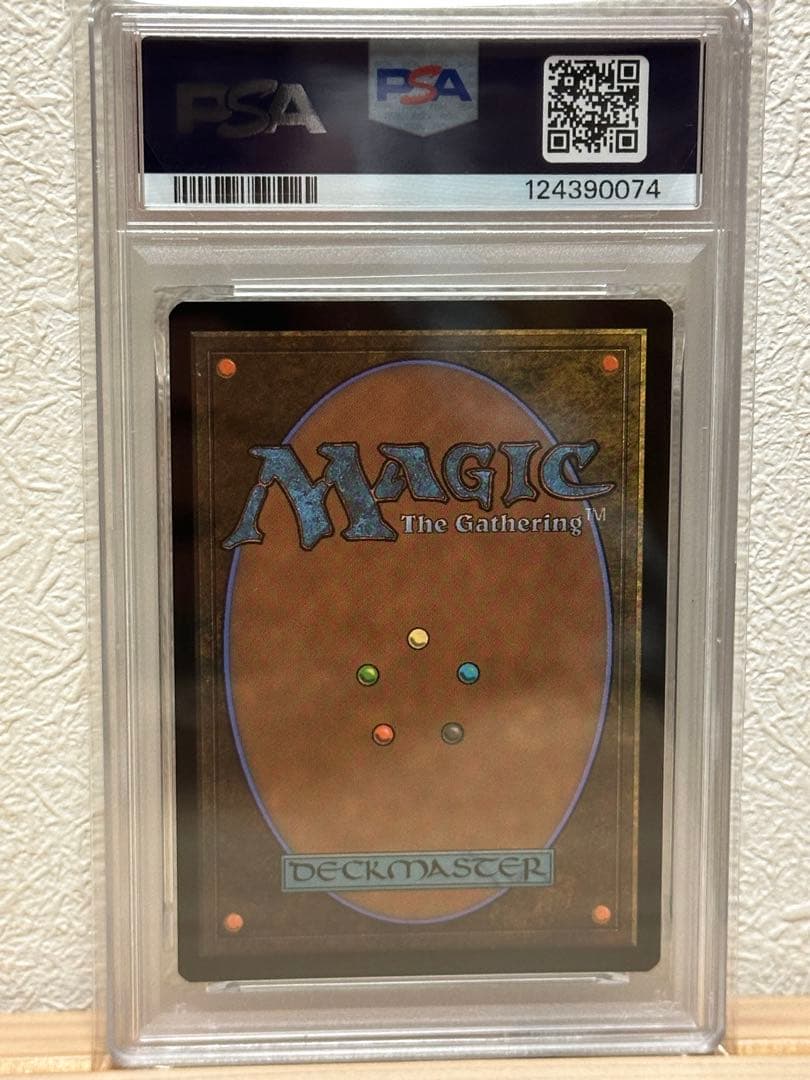 PSA
PSA
124390074
MAGIC
The Gathering™
DECKMASTER